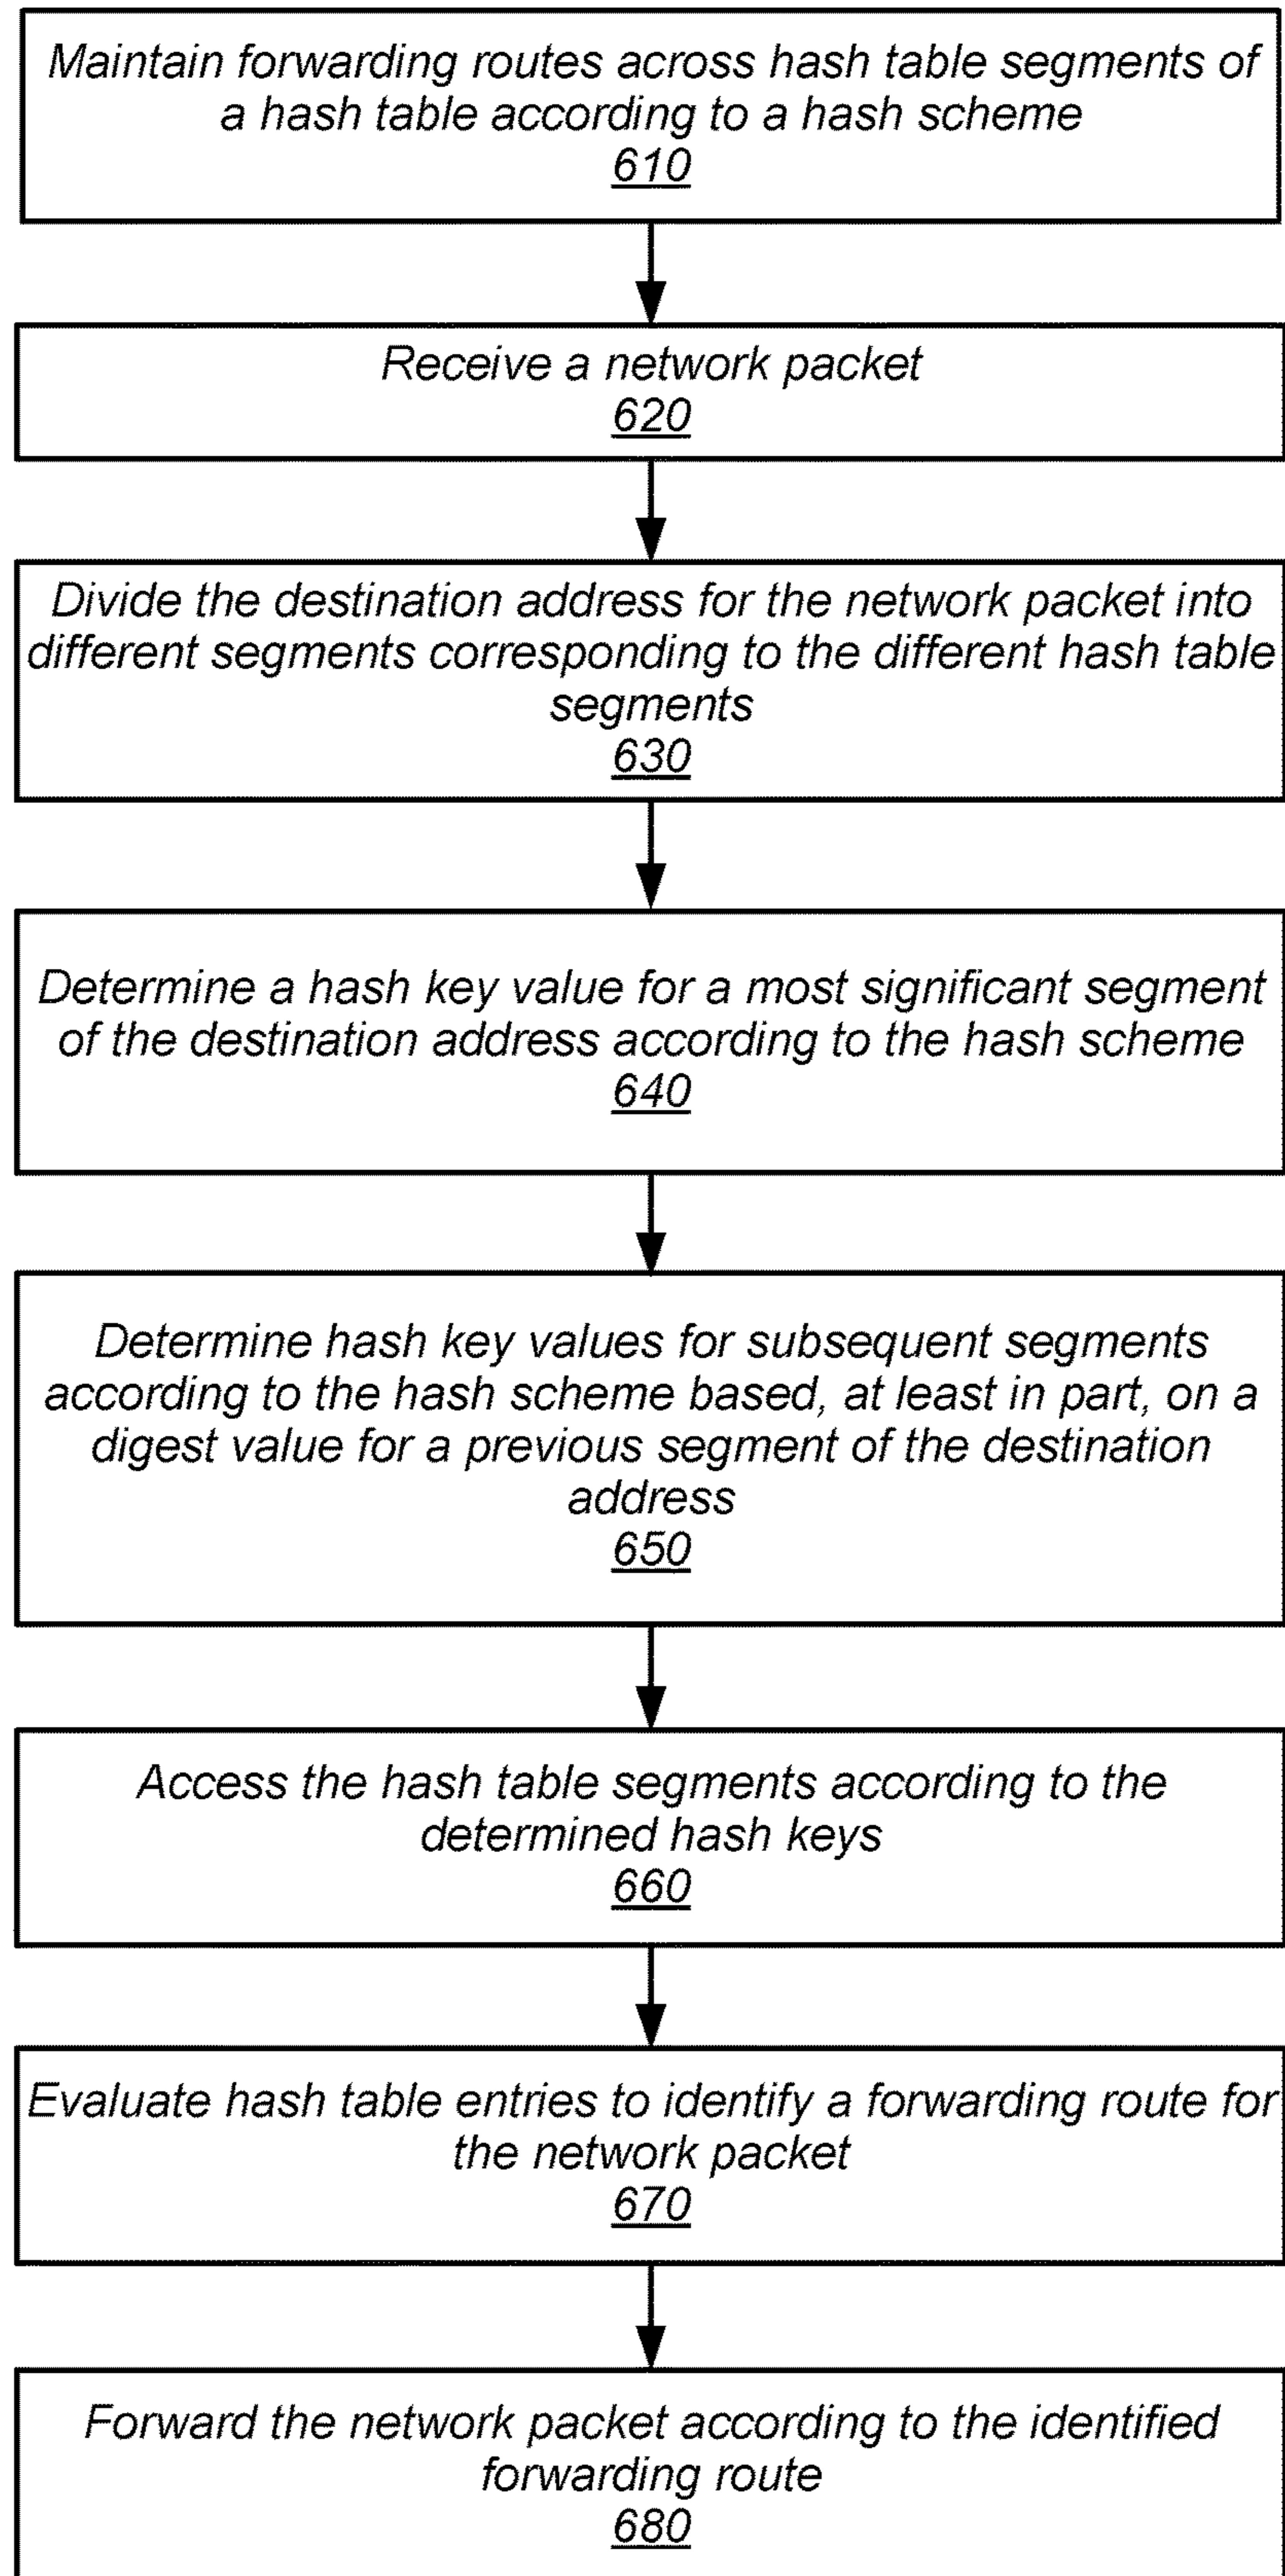 Maintain forwarding routes across hash table segments of
a hash table according to a hash scheme
610
Receive a network packet
620
Divide the destination address for the network packet into
different segments corresponding to the different hash table
segments
630
Determine a hash key value for a most significant segment
of the destination address according to the hash scheme
640
Determine hash key values for subsequent segments
according to the hash scheme based, at least in part, on a
digest value for a previous segment of the destination
address
650
Access the hash table segments according to the
determined hash keys
660
Evaluate hash table entries to identify a forwarding route for
the network packet
670
Forward the network packet according to the identified
forwarding route
680